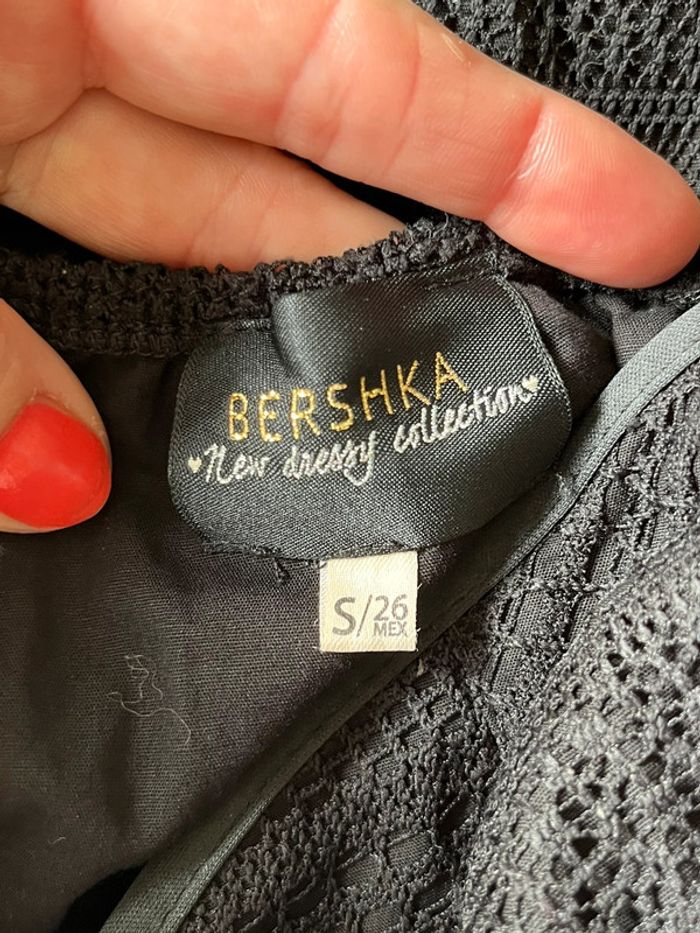 BERSHKA
New dressy collection
S/26
MEX